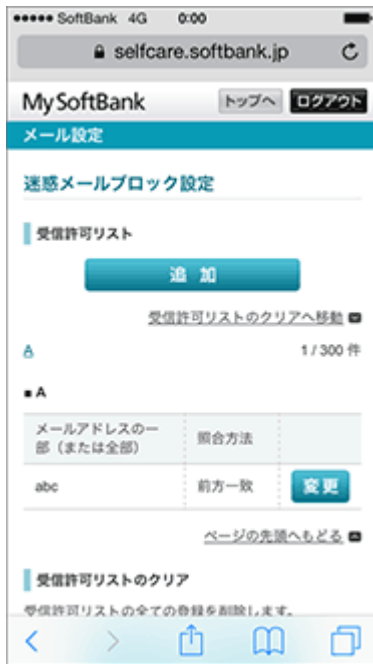 SoftBank 4G 0:00
selfcare.softbank.jp
My SoftBank トップへ ログアウト
メール設定
迷惑メールブロック設定
受信許可リスト
追 加
受信許可リストのクリアへ移動
A 1 / 300 件
■ A
メールアドレスの一
部（または全部） 照合方法
abc 前方一致 変更
ページの先頭へもどる
受信許可リストのクリア
受信許可リストの全ての登録を削除します。